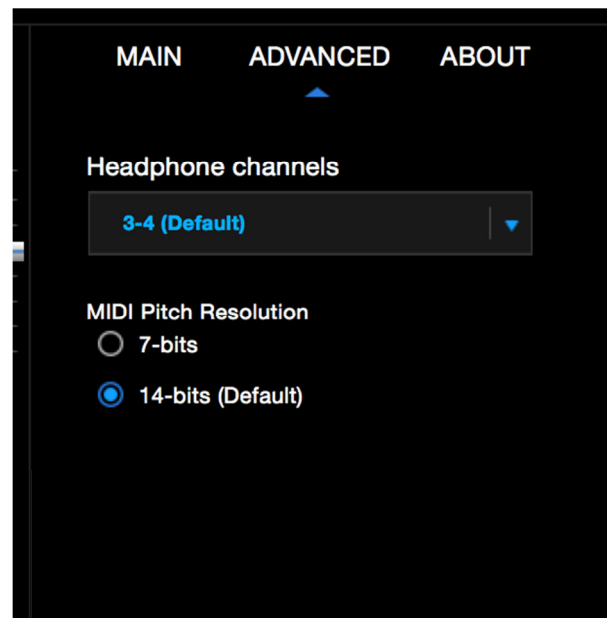 MAIN ADVANCED ABOUT
Headphone channels
3-4 (Default)
MIDI Pitch Resolution
7-bits
14-bits (Default)